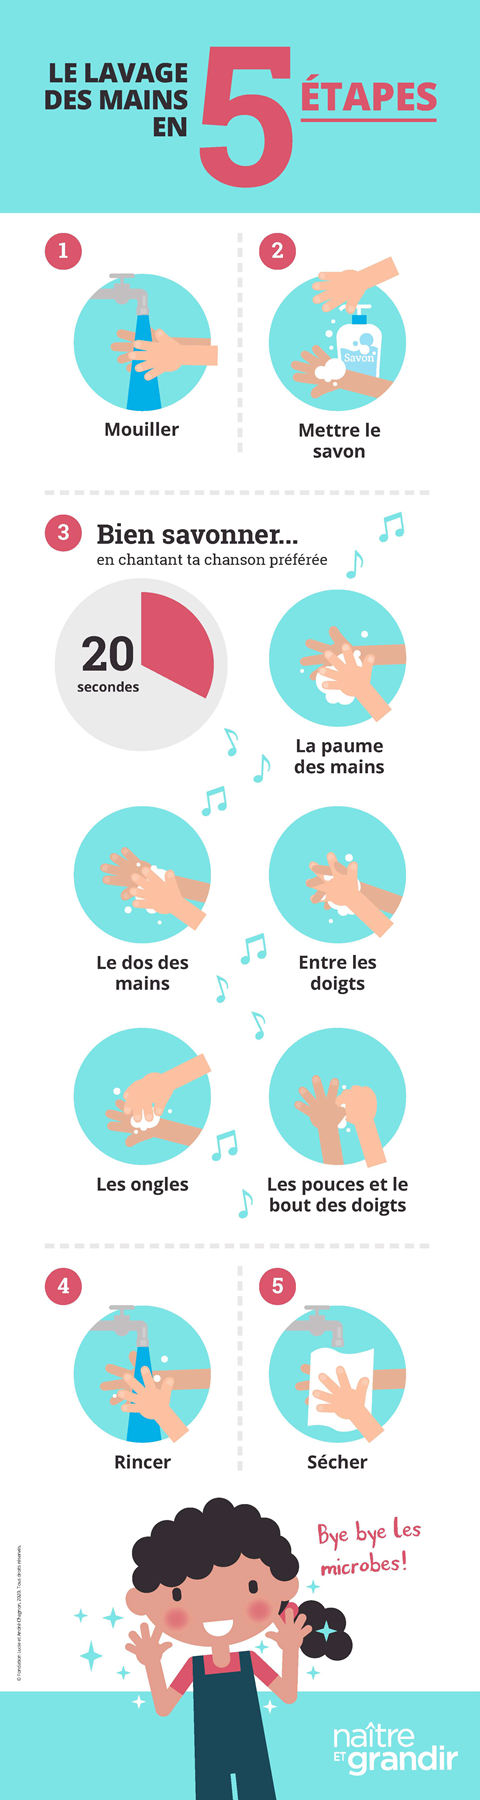 LE LAVAGE
DES MAINS
EN
5
ÉTAPES
1
Mouiller
2
Savon
Mettre le
savon
3
Bien savonner...
en chantant ta chanson préférée
20
secondes
La paume
des mains
Le dos des
mains
Entre les
doigts
Les ongles
Les pouces et le
bout des doigts
4
Rincer
5
Sécher
Bye bye les
microbes!
© Fondation Lucie et André Chagnon, 2023. Tous droits réservés.
naître
ET grandir